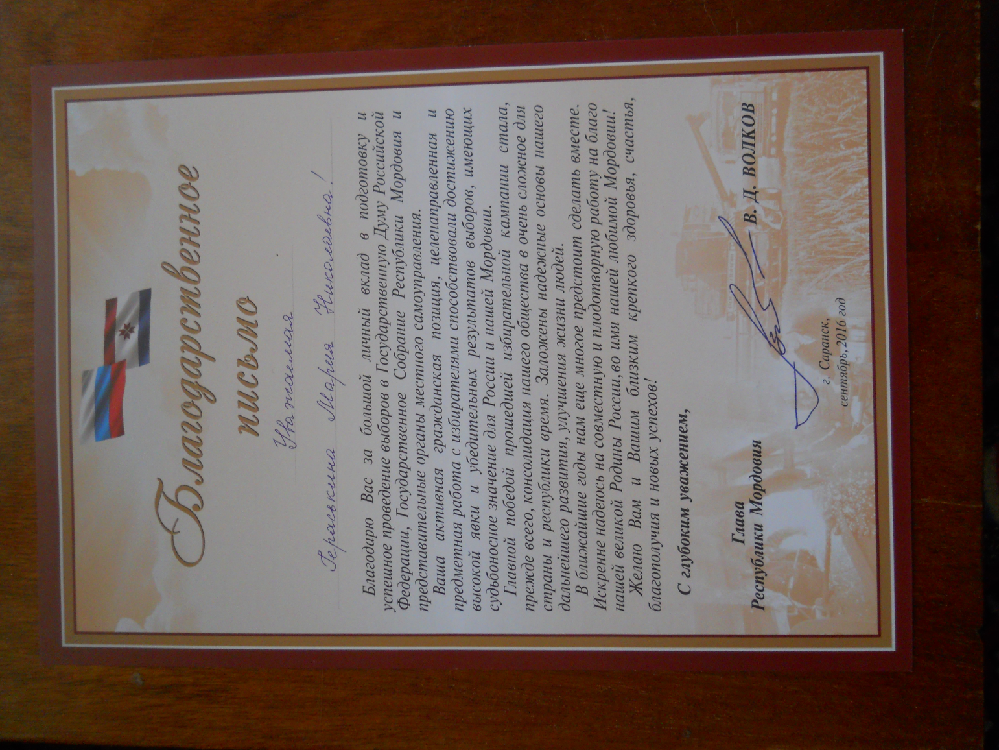 Благодарственное
письмо
Уважаемая
Гераськина Мария Николаевна!
Благодарю Вас за большой личный вклад в подготовку и
успешное проведение выборов в Государственную Думу Российской
Федерации, Государственное Собрание Республики Мордовия и
представительные органы местного самоуправления.
Ваша активная гражданская позиция, целенаправленная и
предметная работа с избирателями способствовали достижению
высокой явки и убедительных результатов выборов, имеющих
судьбоносное значение для России и нашей Мордовии.
Главной победой прошедшей избирательной кампании стала,
прежде всего, консолидация нашего общества в очень сложное для
страны и республики время. Заложены надежные основы нашего
дальнейшего развития, улучшения жизни людей.
В ближайшие годы нам еще многое предстоит сделать вместе.
Искренне надеюсь на совместную и плодотворную работу на благо
нашей великой Родины России, во имя нашей любимой Мордовии!
Желаю Вам и Вашим близким крепкого здоровья, счастья,
благополучия и новых успехов!
С глубоким уважением,
Глава
Республики Мордовия
В. Д. ВОЛКОВ
г. Саранск,
сентябрь, 2016 год